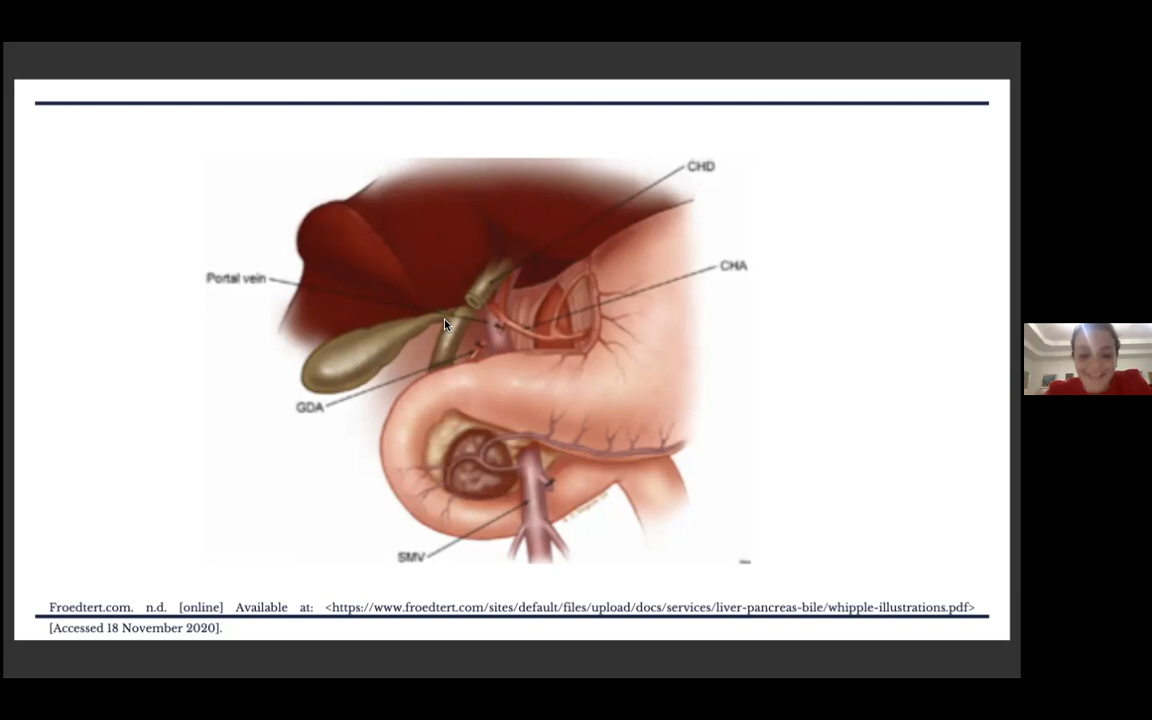 CHD
CHA
Portal vein
GDA
SMV
Froedtert.com. n.d. [online] Available at: <https://www.froedtert.com/sites/default/files/upload/docs/services/liver-pancreas-bile/whipple-illustrations.pdf>
[Accessed 18 November 2020].